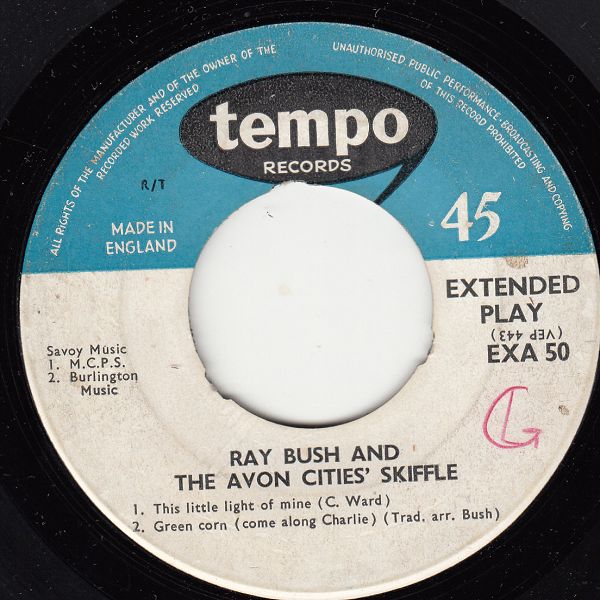 ALL RIGHTS OF THE MANUFACTURER AND OF THE OWNER OF THE
RECORDED WORK RESERVED
UNAUTHORISED PUBLIC PERFORMANCE·BROADCASTING AND COPYING
OF THIS RECORD PROHIBITED
tempo
RECORDS
R/T
MADE IN
ENGLAND
45
EXTENDED
PLAY
(VEP 443)
EXA 50
Savoy Music
1. M.C.P.S.
2. Burlington
Music
G
RAY BUSH AND
THE AVON CITIES' SKIFFLE
1. This little light of mine (C. Ward)
2. Green corn (come along Charlie) (Trad. arr. Bush)